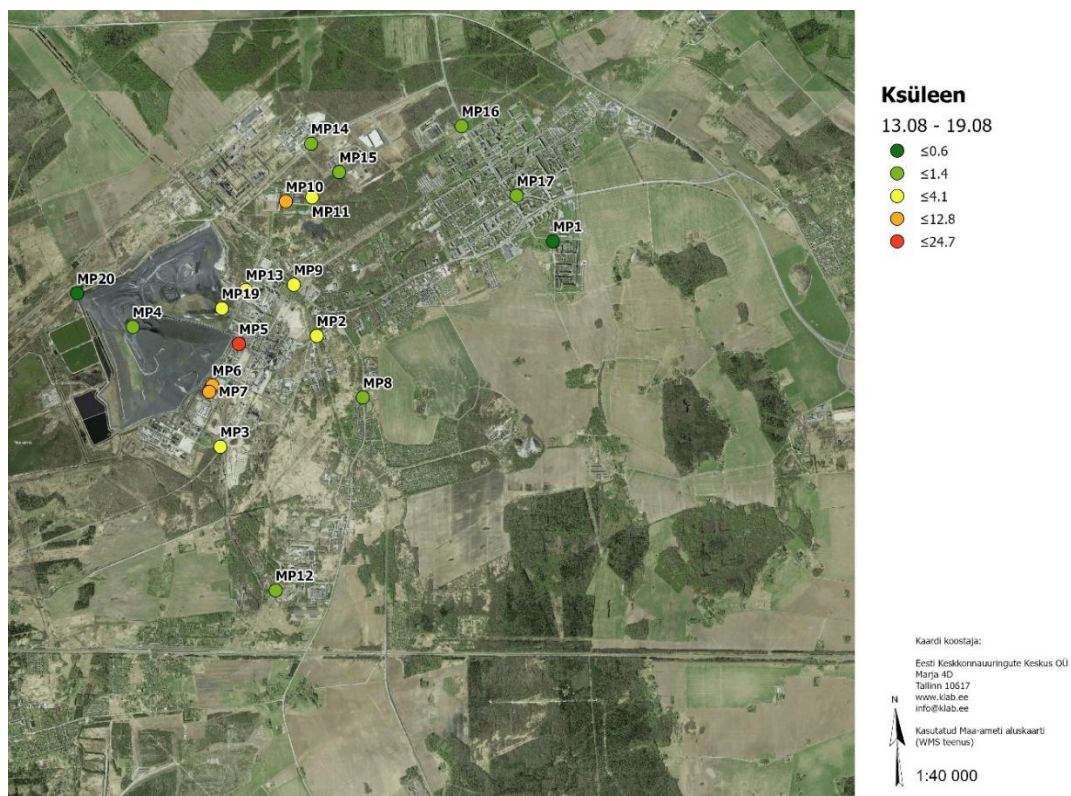 Ksüleen
13.08 - 19.08
≤0.6
≤1.4
≤4.1
≤12.8
≤24.7
MP16
MP14
MP15
MP17
MP10
MP11
MP1
MP20
MP13
MP9
MP19
MP4
MP5
MP2
MP6
MP7
MP8
MP3
MP12
Kaardi koostaja:
Eesti Keskkonnauuringute Keskus OÜ
Marja 4D
Tallinn 10617
www.klab.ee
info@klab.ee
Kasutatud Maa-ameti aluskaarti
(WMS teenus)
N
1:40 000